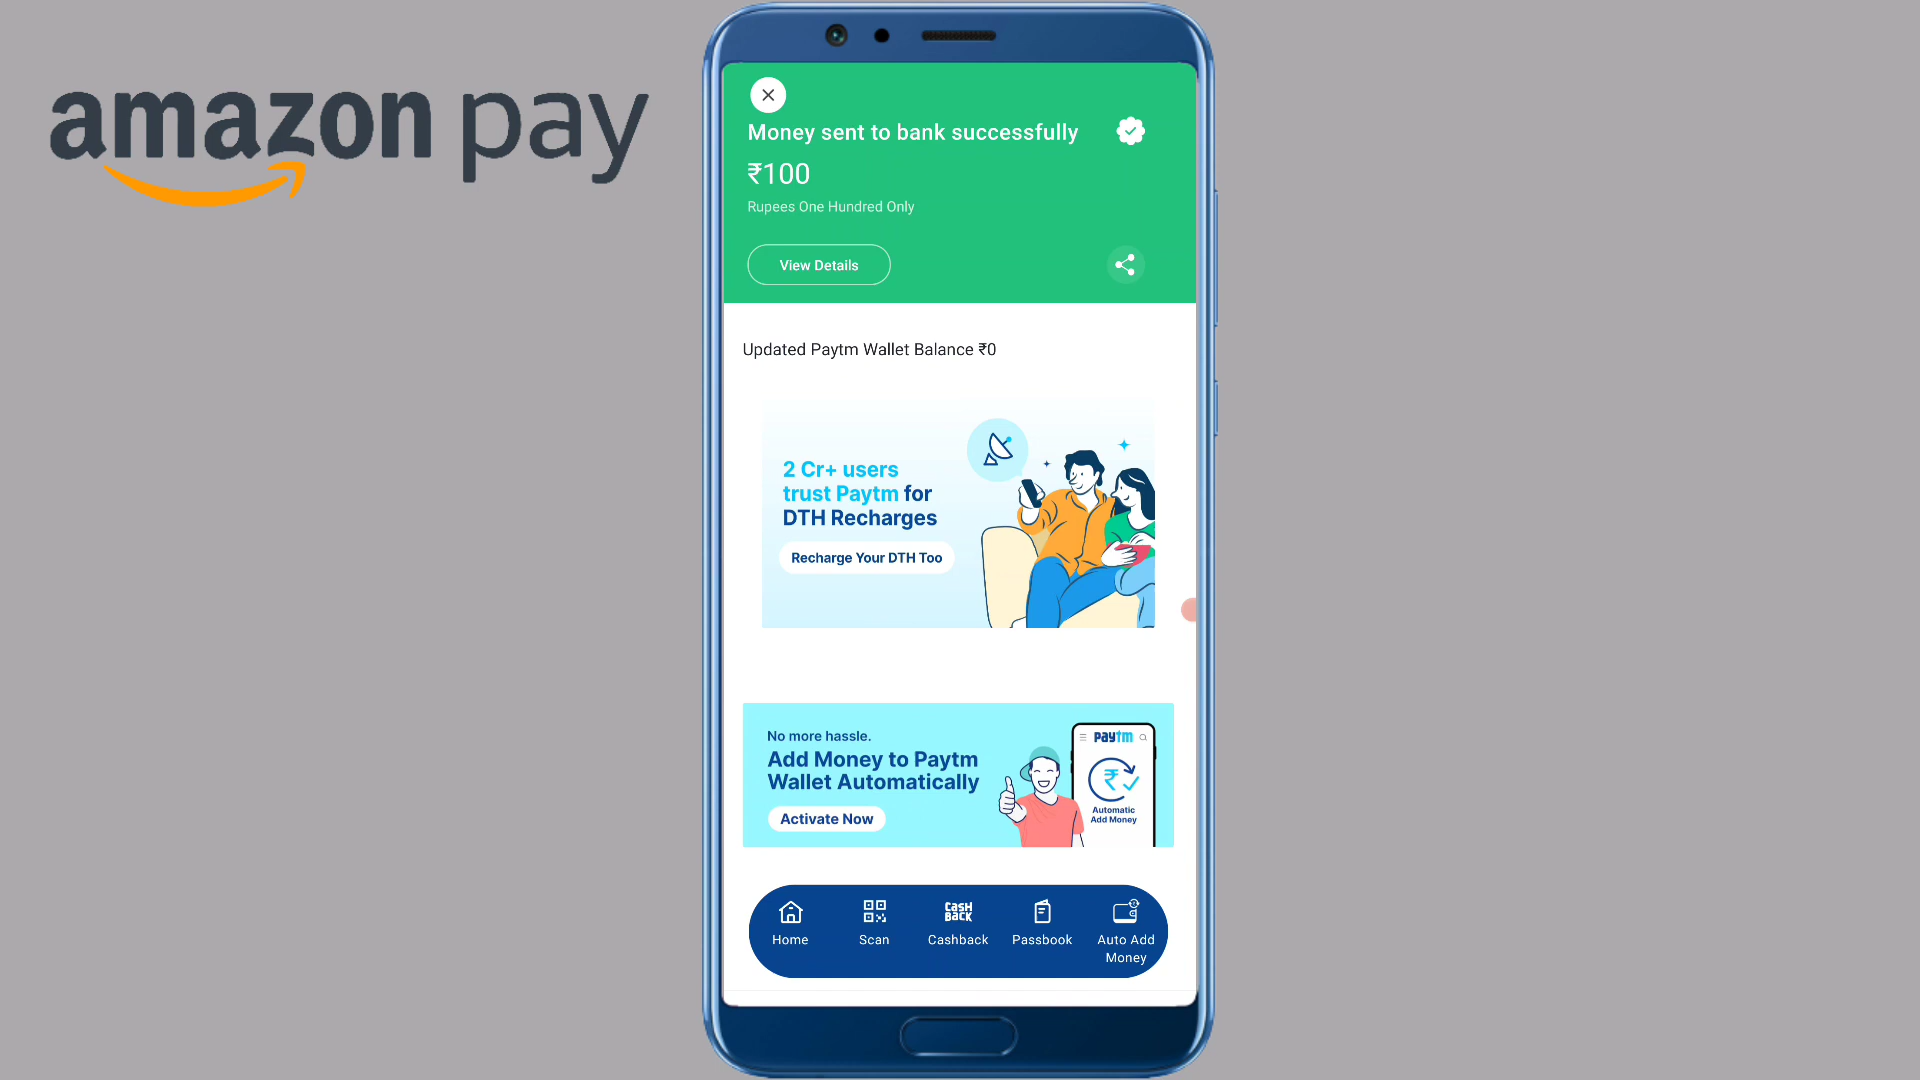 amazon pay
Money sent to bank successfully
₹100
Rupees One Hundred Only
View Details
Updated Paytm Wallet Balance ₹0
2 Cr+ users
trust Paytm for
DTH Recharges
Recharge Your DTH Too
No more hassle.
Add Money to Paytm
Wallet Automatically
Activate Now
paytm
₹
Automatic
Add Money
Home
Scan
CASH
BACK
Cashback
Passbook
Auto Add
Money